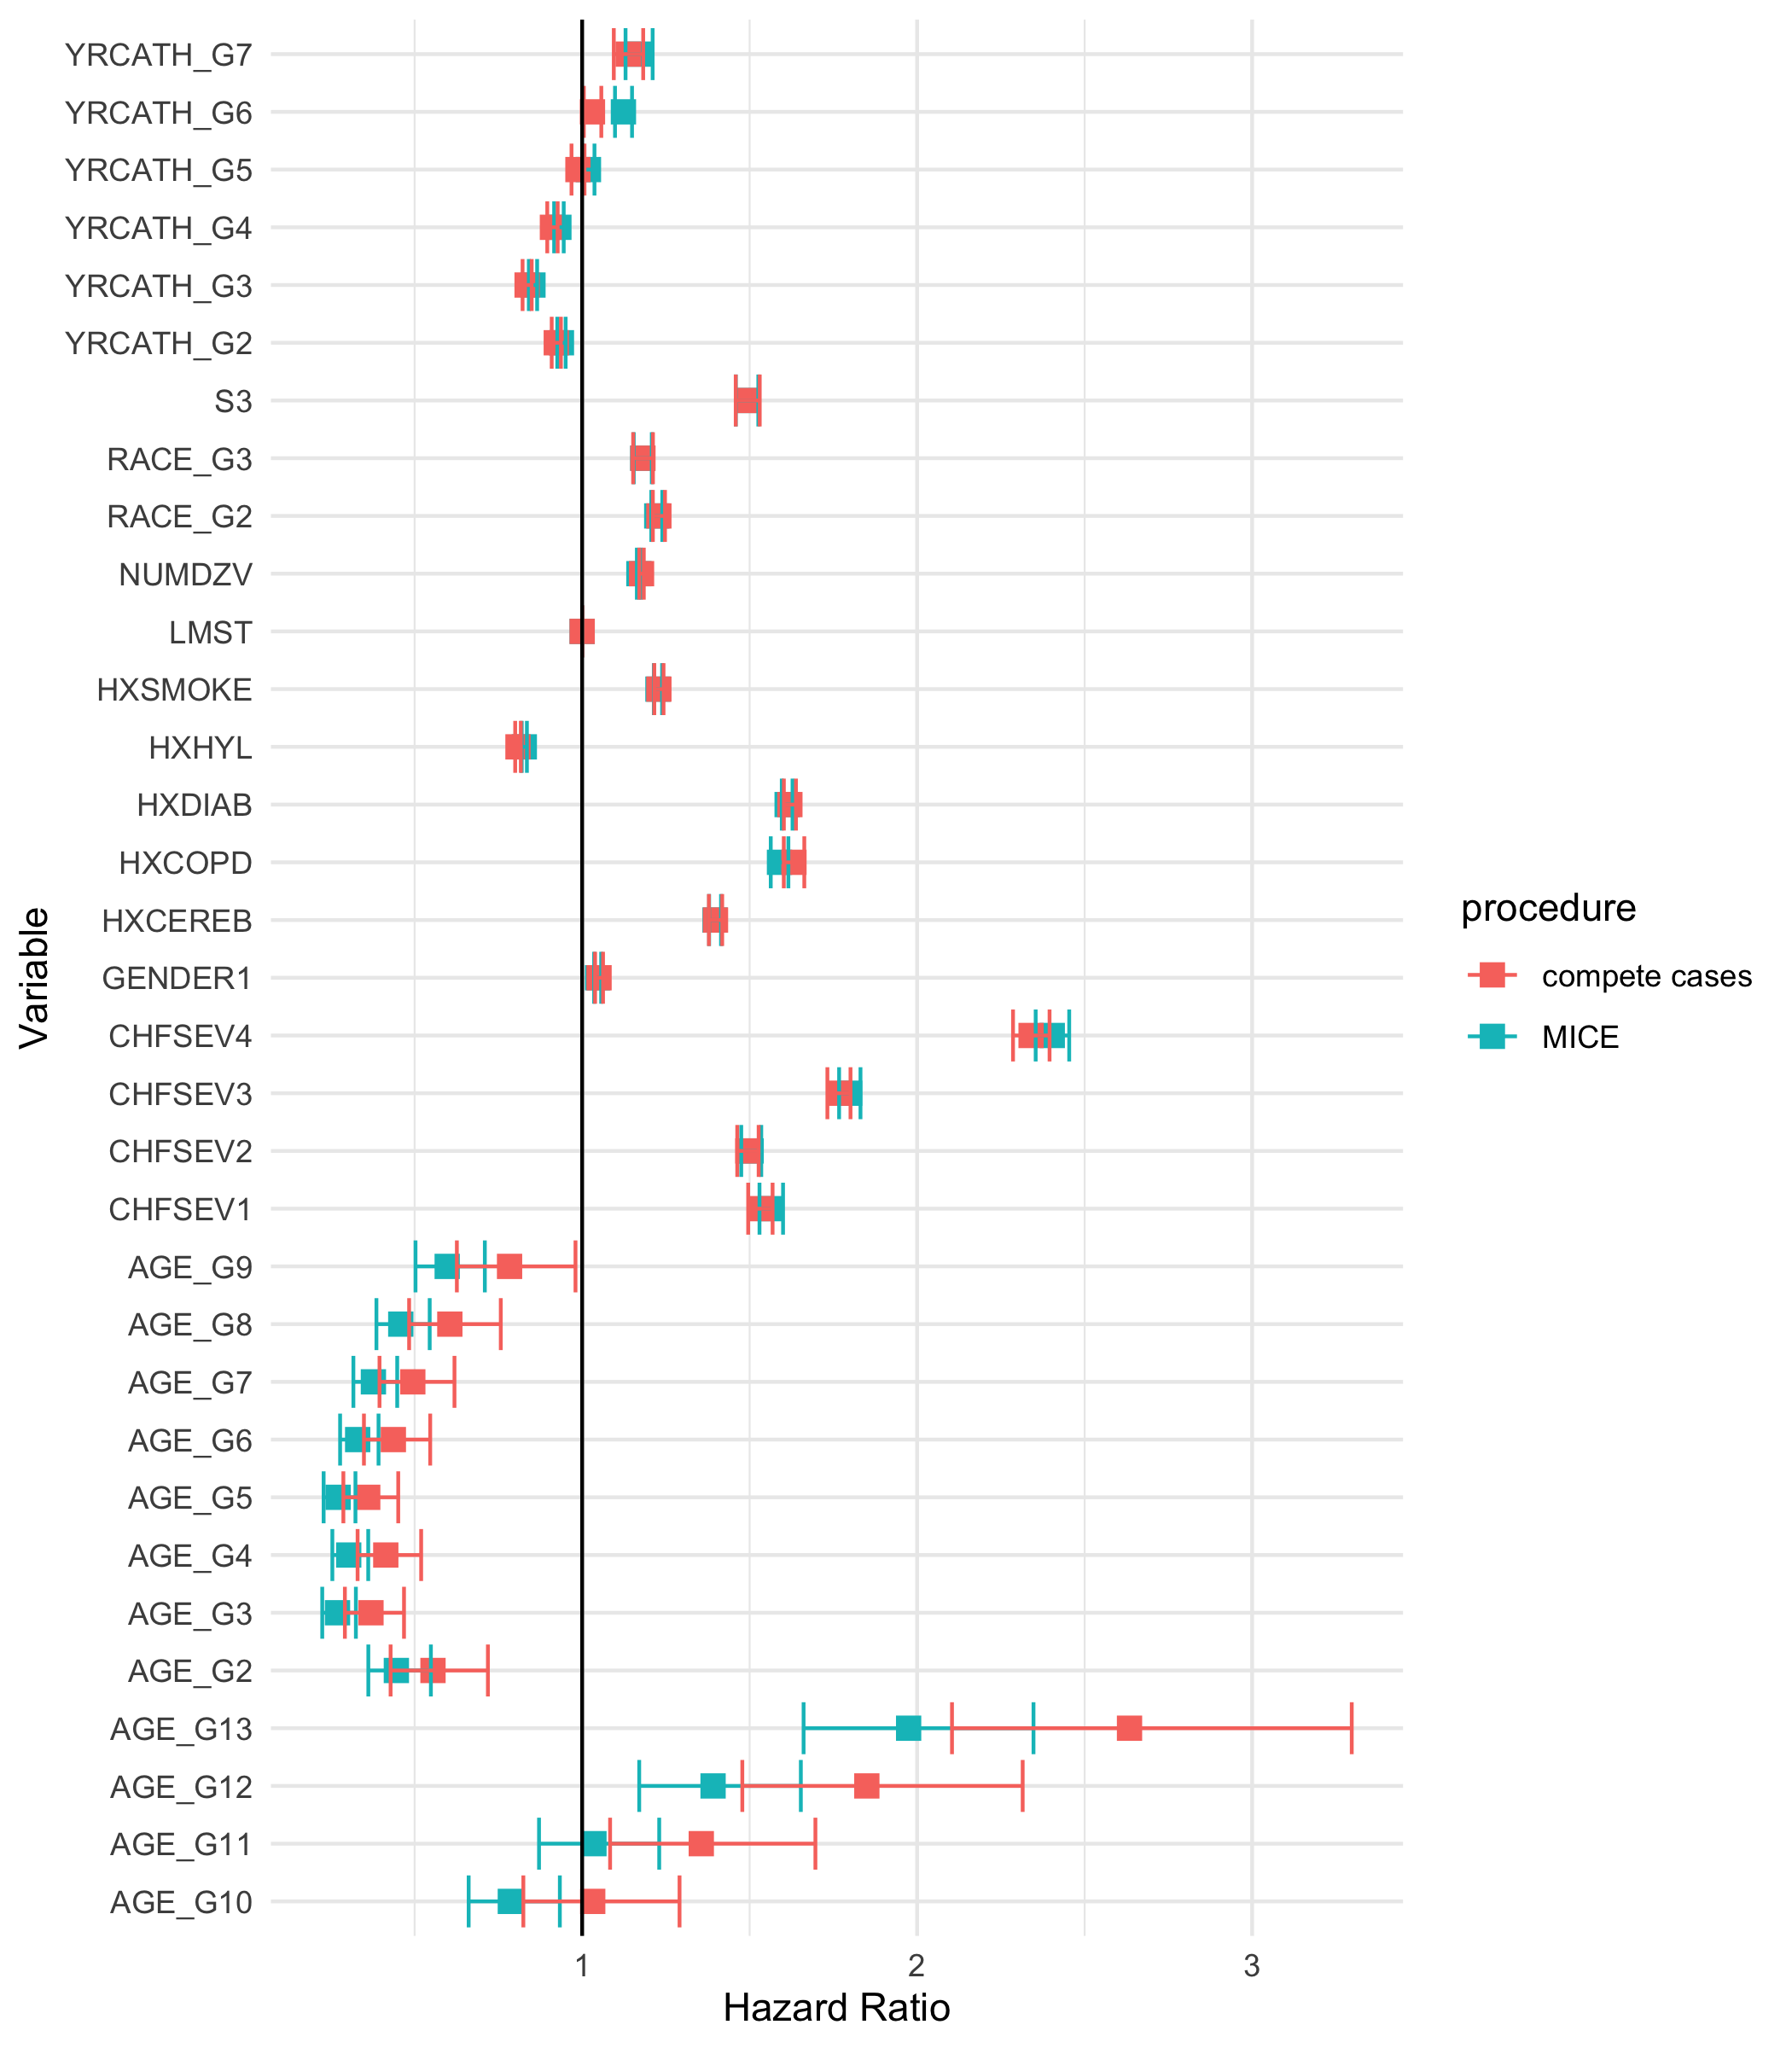 YRCATH_G7
YRCATH_G6
YRCATH_G5
YRCATH_G4
YRCATH_G3
YRCATH_G2
S3
RACE_G3
RACE_G2
NUMDZV
LMST
HXSMOKE
HXHYL
HXDIAB
HXCOPD
HXCEREB
GENDER1
CHFSEV4
CHFSEV3
CHFSEV2
CHFSEV1
AGE_G9
AGE_G8
AGE_G7
AGE_G6
AGE_G5
AGE_G4
AGE_G3
AGE_G2
AGE_G13
AGE_G12
AGE_G11
AGE_G10
Variable
1 2 3
Hazard Ratio
procedure
compete cases
MICE